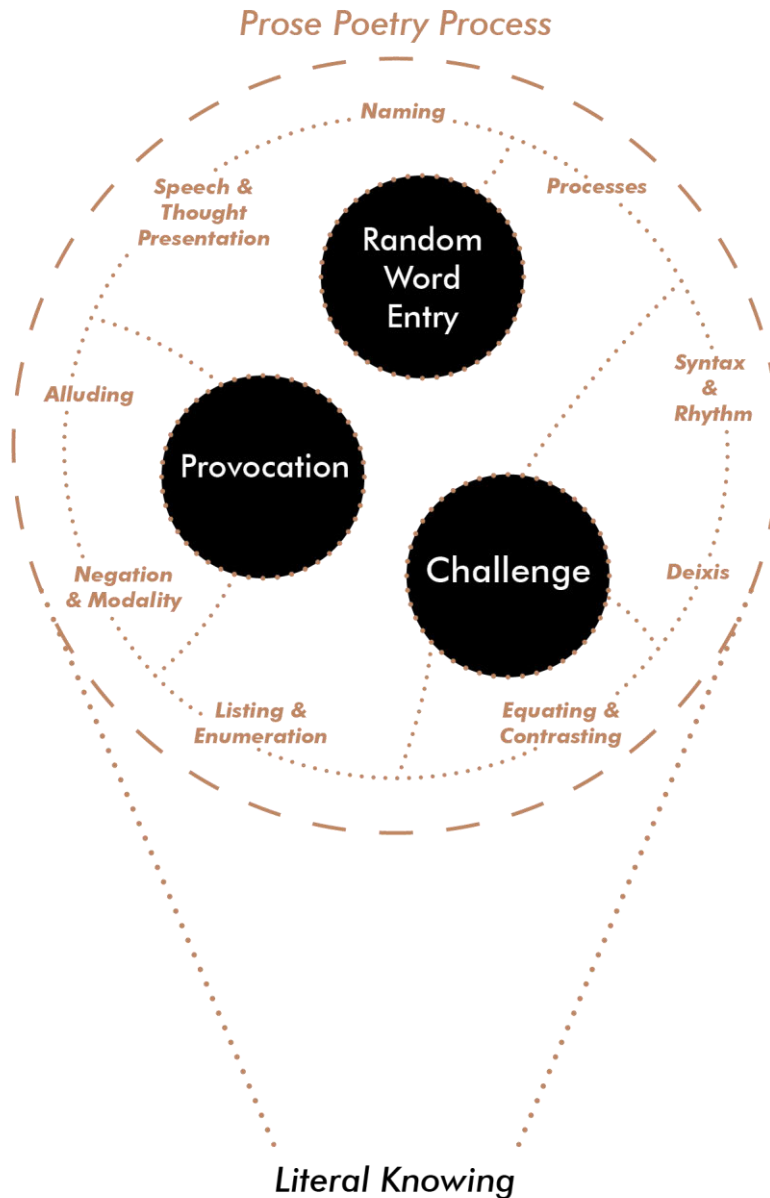 Prose Poetry Process
Naming
Speech &
Thought
Presentation
Processes
Random
Word
Entry
Syntax
&
Rhythm
Alluding
Provocation
Challenge
Negation
& Modality
Deixis
Listing &
Enumeration
Equating &
Contrasting
Literal Knowing